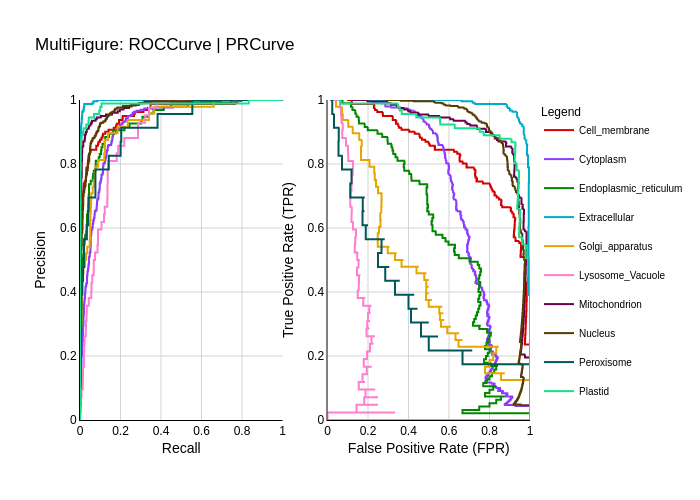 MultiFigure: ROCCurve | PRCurve
Precision
1
0.8
0.6
0.4
0.2
0
0 0.2 0.4 0.6 0.8 1
Recall
True Positive Rate (TPR)
1
0.8
0.6
0.4
0.2
0
0 0.2 0.4 0.6 0.8 1
False Positive Rate (FPR)
Legend
Cell_membrane
Cytoplasm
Endoplasmic_reticulum
Extracellular
Golgi_apparatus
Lysosome_Vacuole
Mitochondrion
Nucleus
Peroxisome
Plastid